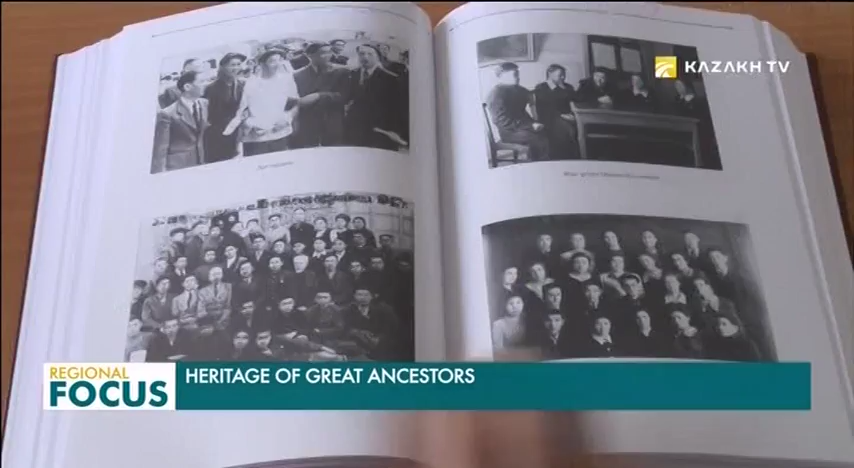 KAZAKH TV
REGIONAL
FOCUS
HERITAGE OF GREAT ANCESTORS